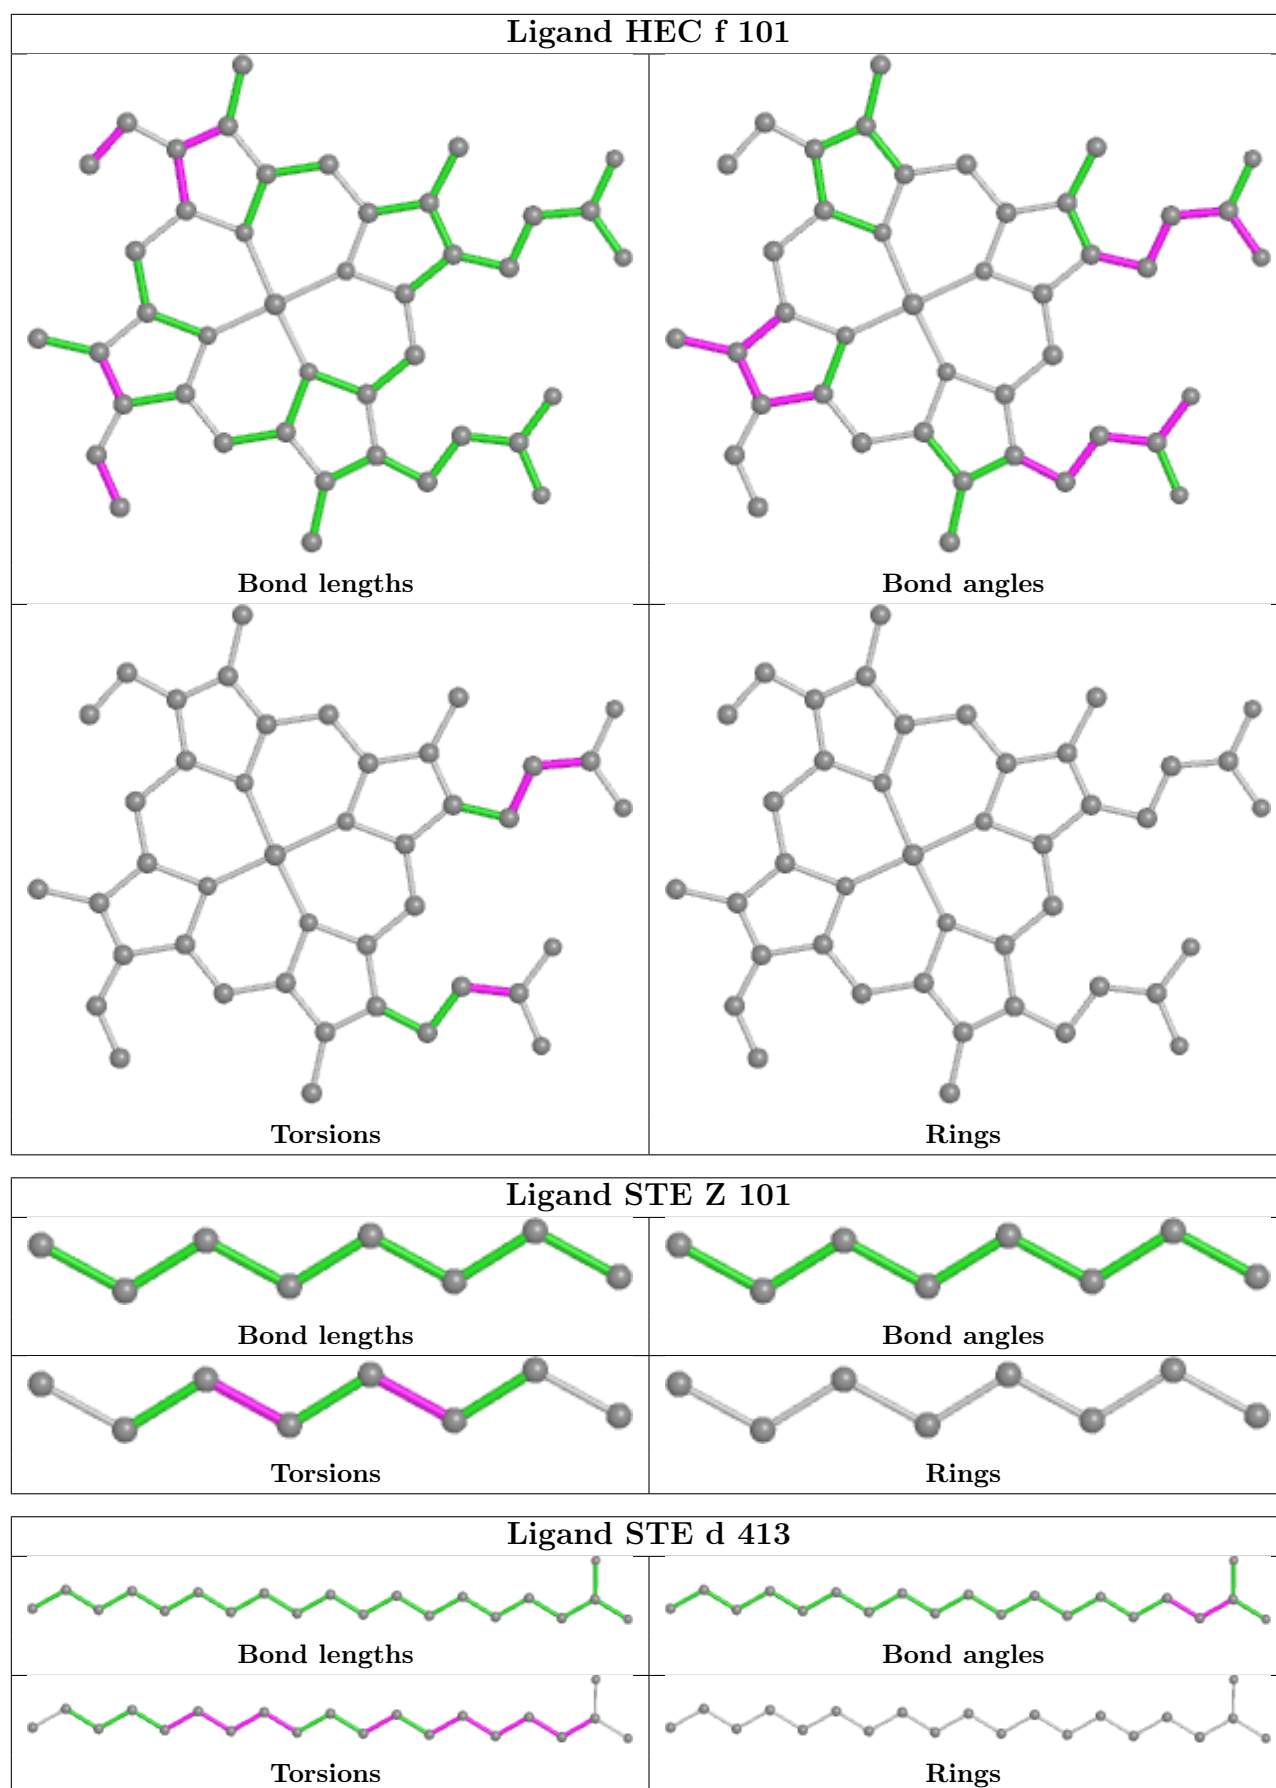 Ligand HEC f 101
Bond lengths Bond angles
Torsions Rings
Ligand STE Z 101
Bond lengths Bond angles
Torsions Rings
Ligand STE d 413
Bond lengths Bond angles
Torsions Rings